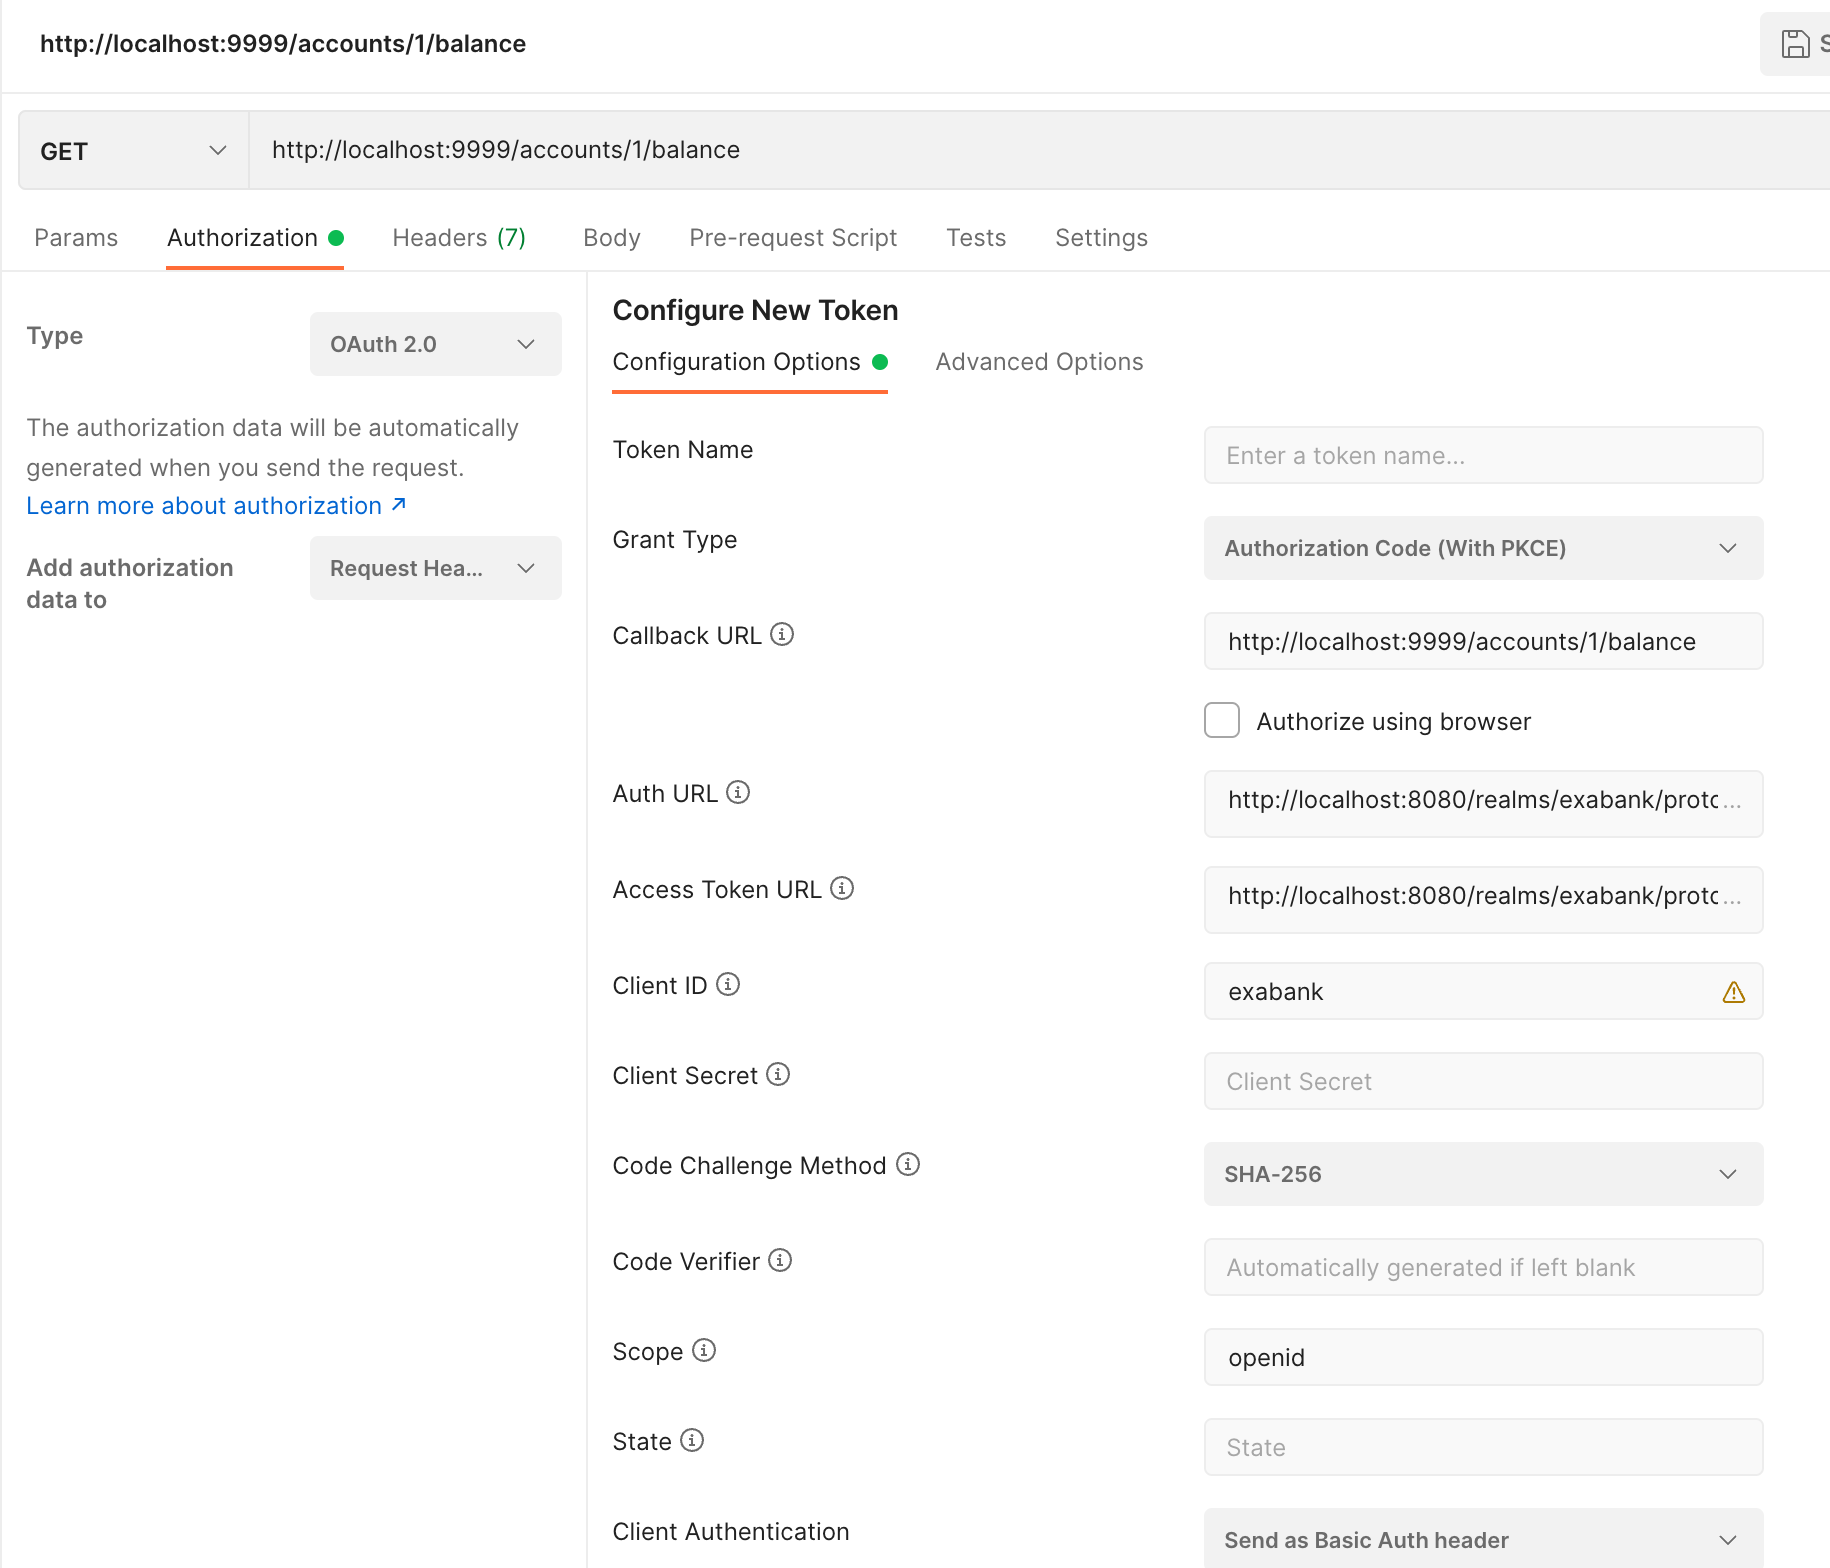 http://localhost:9999/accounts/1/balance
GET
http://localhost:9999/accounts/1/balance
Params
Authorization
Headers (7)
Body
Pre-request Script
Tests
Settings
Type
OAuth 2.0
The authorization data will be automatically
generated when you send the request.
Learn more about authorization ↗
Add authorization
data to
Request Hea...
Configure New Token
Configuration Options
Advanced Options
Token Name
Enter a token name...
Grant Type
Authorization Code (With PKCE)
Callback URL
http://localhost:9999/accounts/1/balance
Authorize using browser
Auth URL
http://localhost:8080/realms/exabank/proto...
Access Token URL
http://localhost:8080/realms/exabank/proto...
Client ID
exabank
Client Secret
Client Secret
Code Challenge Method
SHA-256
Code Verifier
Automatically generated if left blank
Scope
openid
State
State
Client Authentication
Send as Basic Auth header